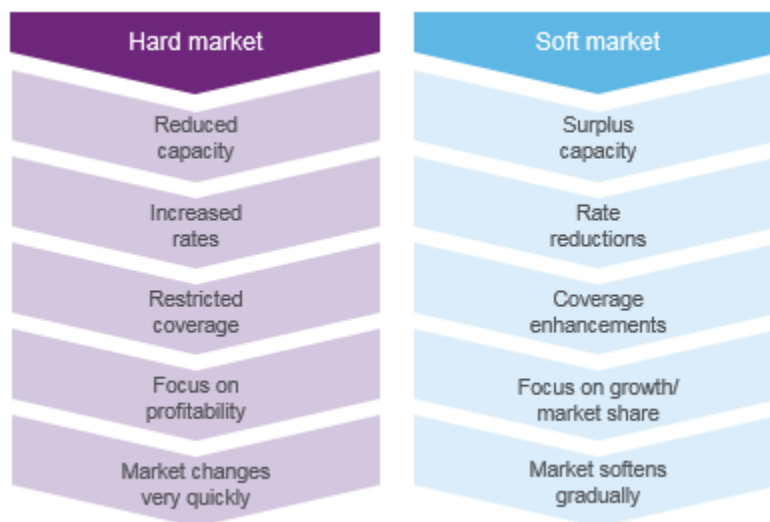 Hard market
Reduced
capacity
Increased
rates
Restricted
coverage
Focus on
profitability
Market changes
very quickly
Soft market
Surplus
capacity
Rate
reductions
Coverage
enhancements
Focus on growth/
market share
Market softens
gradually